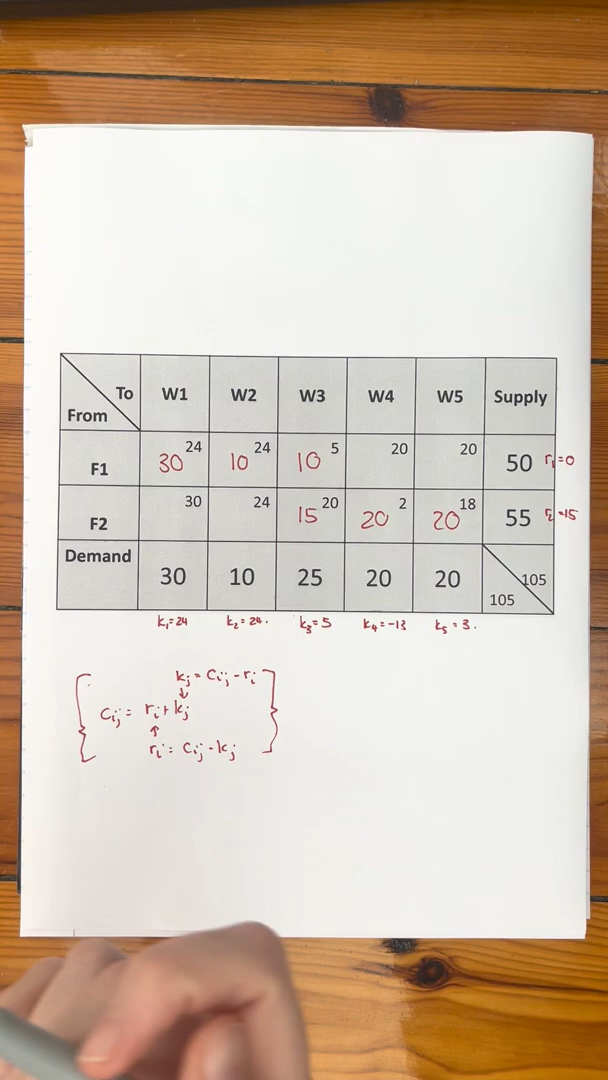 To W1 W2 W3 W4 W5 Supply
From
F1 30 24 10 24 10 5 20 20 50 r₁=0
F2 30 24 15 20 20 2 20 18 55 r₂=15
Demand 30 10 25 20 20 105
105
k₁=24 k₂=24. k₃=5 k₄=-13 k₅=3.
kⱼ = Cᵢⱼ - rᵢ
Cᵢⱼ = rᵢ + kⱼ
rᵢ = Cᵢⱼ - kⱼ